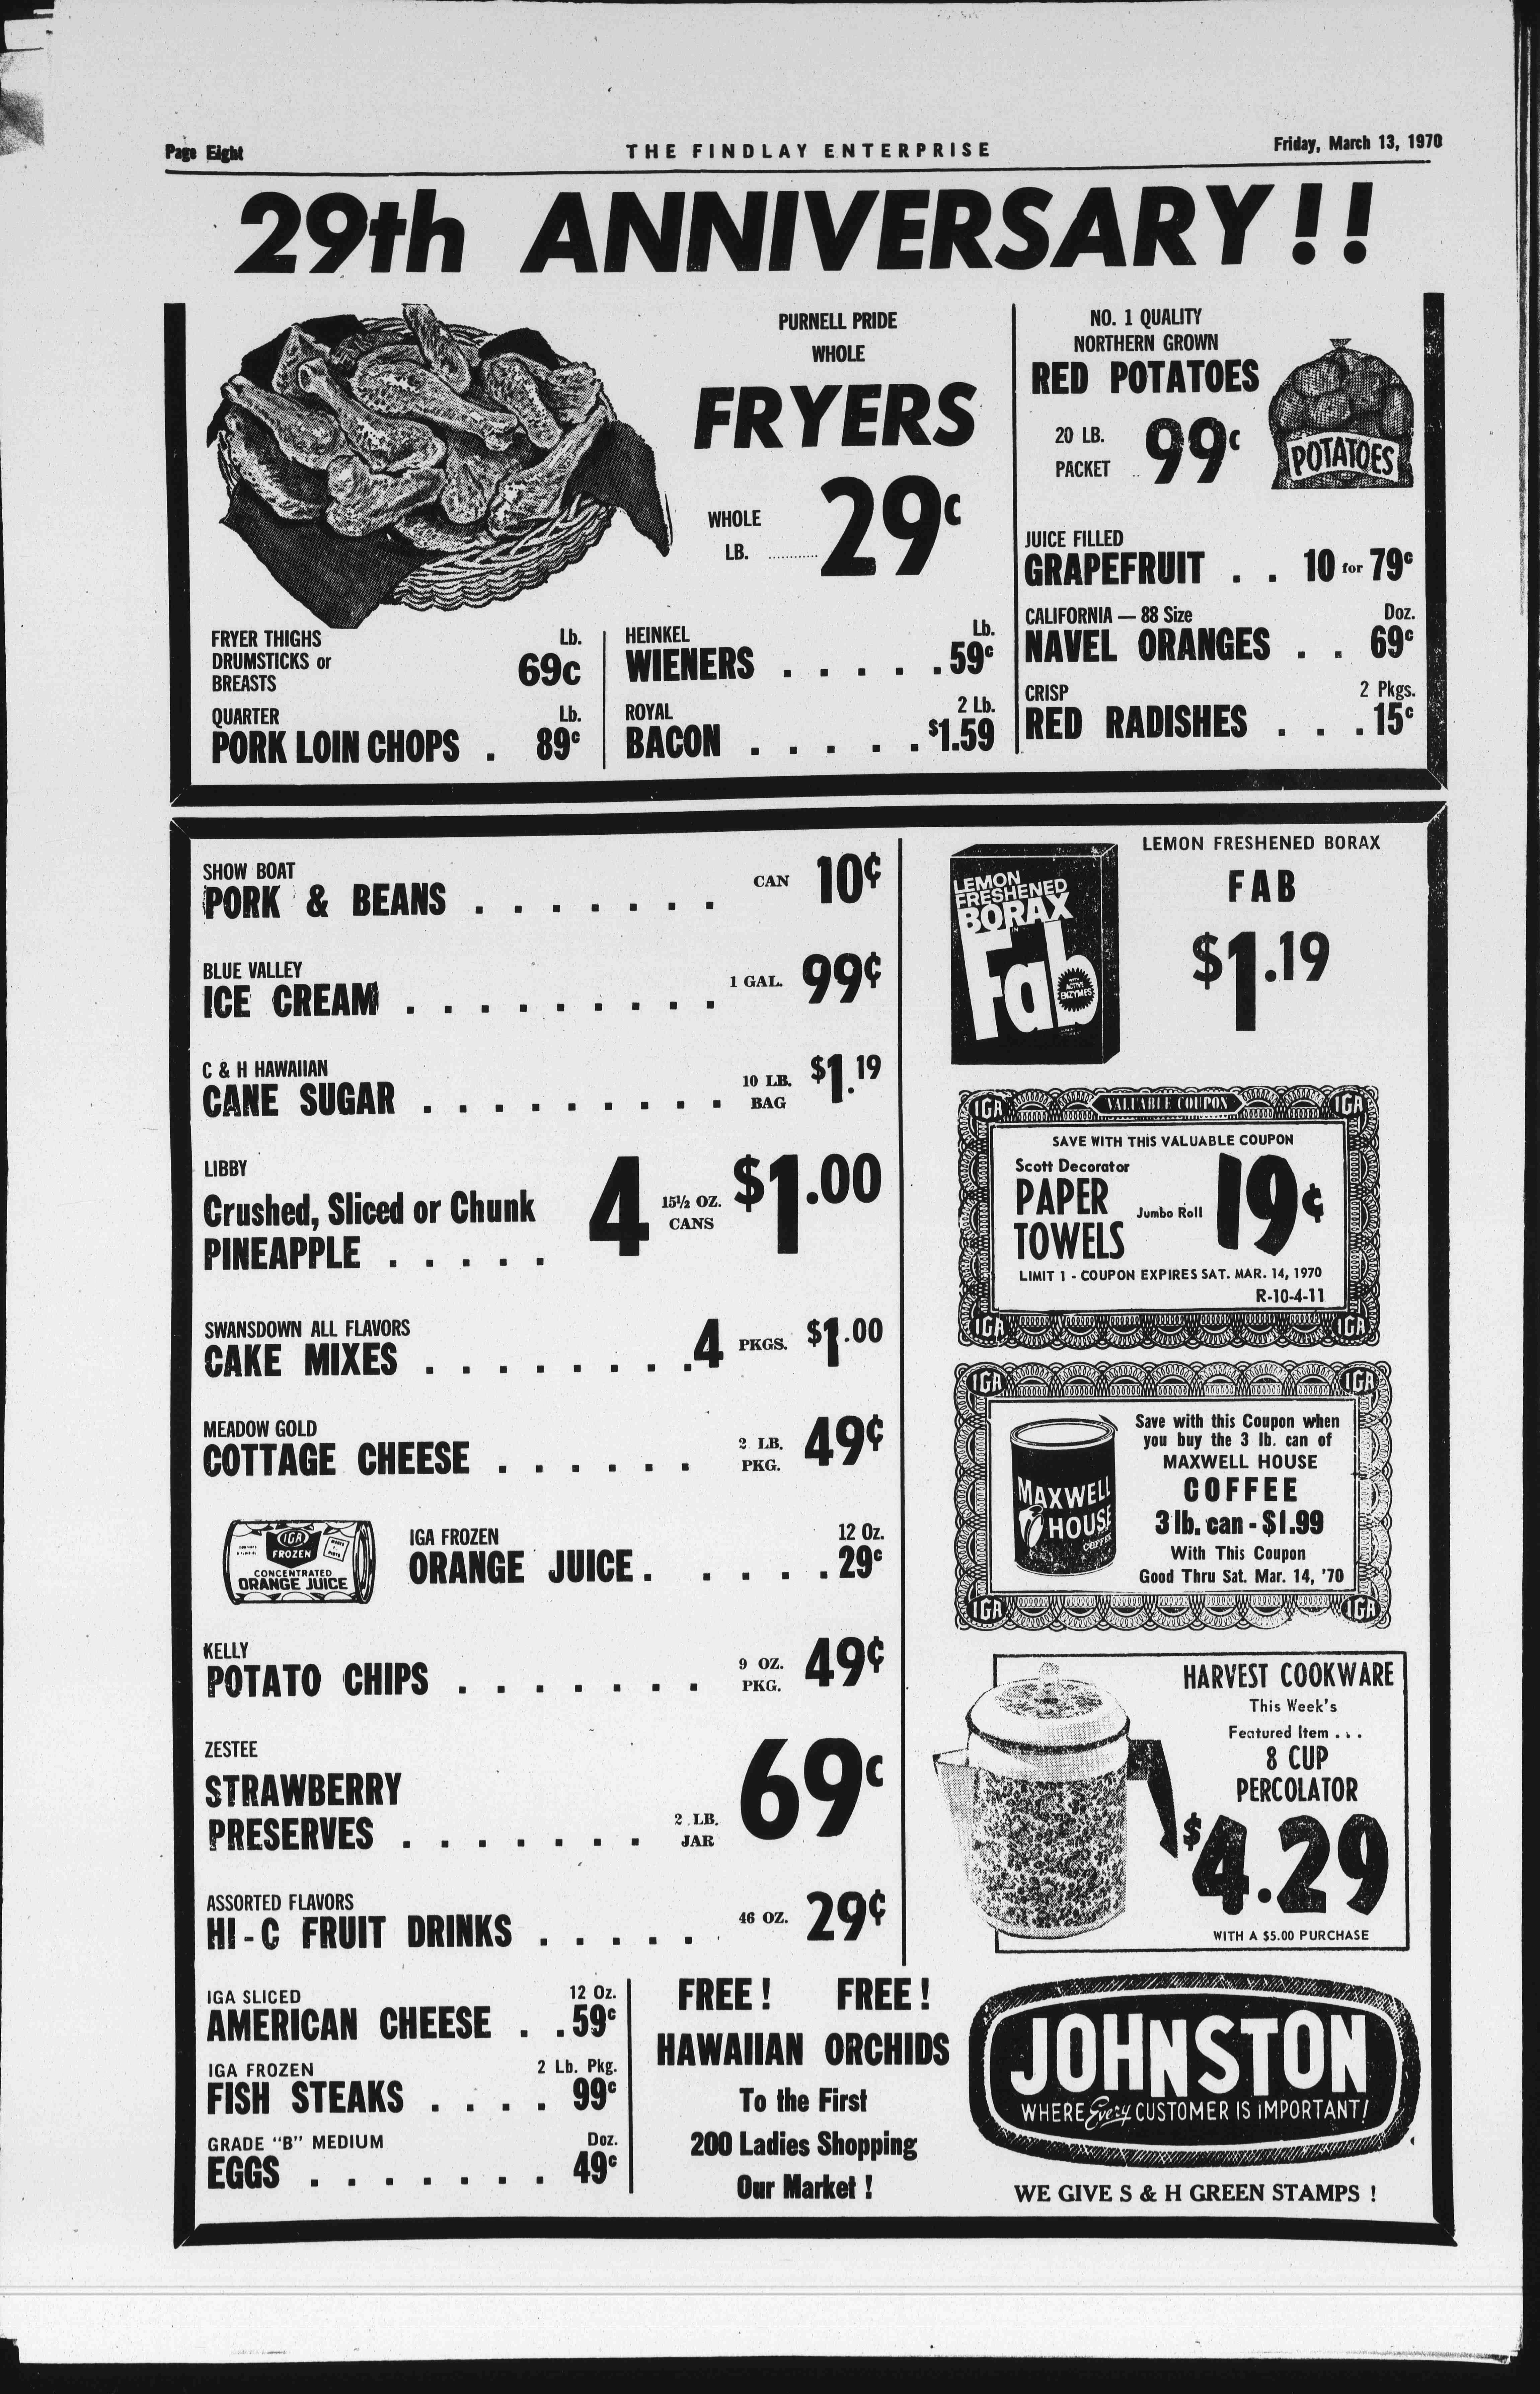 Page Eight
THE FINDLAY ENTERPRISE
Friday, March 13, 1970
29th ANNIVERSARY!!
PURNELL PRIDE
WHOLE
FRYERS
WHOLE
LB. ............ 29c
NO. 1 QUALITY
NORTHERN GROWN
RED POTATOES
20 LB.
PACKET .. 99c
POTATOES
JUICE FILLED
GRAPEFRUIT . . 10 for 79c
CALIFORNIA — 88 Size Doz.
NAVEL ORANGES . . 69c
CRISP 2 Pkgs.
RED RADISHES . . . 15c
FRYER THIGHS Lb.
DRUMSTICKS or 69c
BREASTS
QUARTER Lb.
PORK LOIN CHOPS . 89c
HEINKEL Lb.
WIENERS . . . . . 59c
ROYAL 2 Lb.
BACON . . . . . $1.59
SHOW BOAT
PORK & BEANS . . . . . . . CAN 10¢
BLUE VALLEY
ICE CREAM . . . . . . . . . 1 GAL. 99¢
C & H HAWAIIAN
CANE SUGAR . . . . . . . . . 10 LB. BAG $1.19
LIBBY
Crushed, Sliced or Chunk
PINEAPPLE . . . . . 4 15½ OZ. CANS $1.00
SWANSDOWN ALL FLAVORS
CAKE MIXES . . . . . . . . 4 PKGS. $1.00
MEADOW GOLD
COTTAGE CHEESE . . . . . . 2 LB. PKG. 49¢
IGA
FROZEN
CONCENTRATED
ORANGE JUICE
IGA FROZEN 12 Oz.
ORANGE JUICE . . . . . . 29c
KELLY
POTATO CHIPS . . . . . . . 9 OZ. PKG. 49¢
ZESTEE
STRAWBERRY
PRESERVES . . . . . . . 2 LB. JAR 69c
ASSORTED FLAVORS
HI-C FRUIT DRINKS . . . . . 46 OZ. 29¢
IGA SLICED 12 Oz.
AMERICAN CHEESE . . 59c
IGA FROZEN 2 Lb. Pkg.
FISH STEAKS . . . . 99c
GRADE "B" MEDIUM Doz.
EGGS . . . . . . . 49c
LEMON FRESHENED BORAX
FAB
$1.19
LEMON
FRESHENED
BORAX
Fab
ACTIVE
ENZYMES
IGA VALUABLE COUPON IGA
SAVE WITH THIS VALUABLE COUPON
Scott Decorator
PAPER
TOWELS
Jumbo Roll 19¢
LIMIT 1 - COUPON EXPIRES SAT. MAR. 14, 1970
R-10-4-11
IGA IGA
IGA IGA
MAXWELL
HOUSE
COFFEE
Save with this Coupon when
you buy the 3 lb. can of
MAXWELL HOUSE
COFFEE
3 lb. can - $1.99
With This Coupon
Good Thru Sat. Mar. 14, '70
IGA IGA
HARVEST COOKWARE
This Week's
Featured Item . . .
8 CUP
PERCOLATOR
$4.29
WITH A $5.00 PURCHASE
FREE! FREE!
HAWAIIAN ORCHIDS
To the First
200 Ladies Shopping
Our Market !
JOHNSTON
WHERE Every CUSTOMER IS IMPORTANT!
WE GIVE S & H GREEN STAMPS !